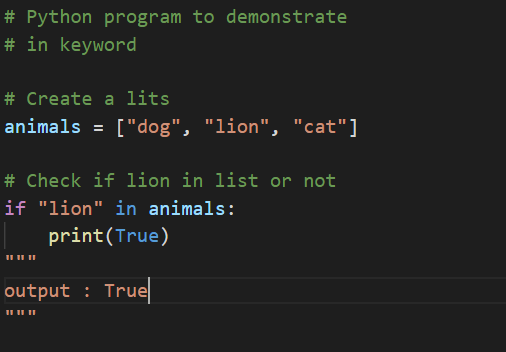 # Python program to demonstrate
# in keyword
# Create a lits
animals = ["dog", "lion", "cat"]
# Check if lion in list or not
if "lion" in animals:
    print(True)
"""
output : True
"""